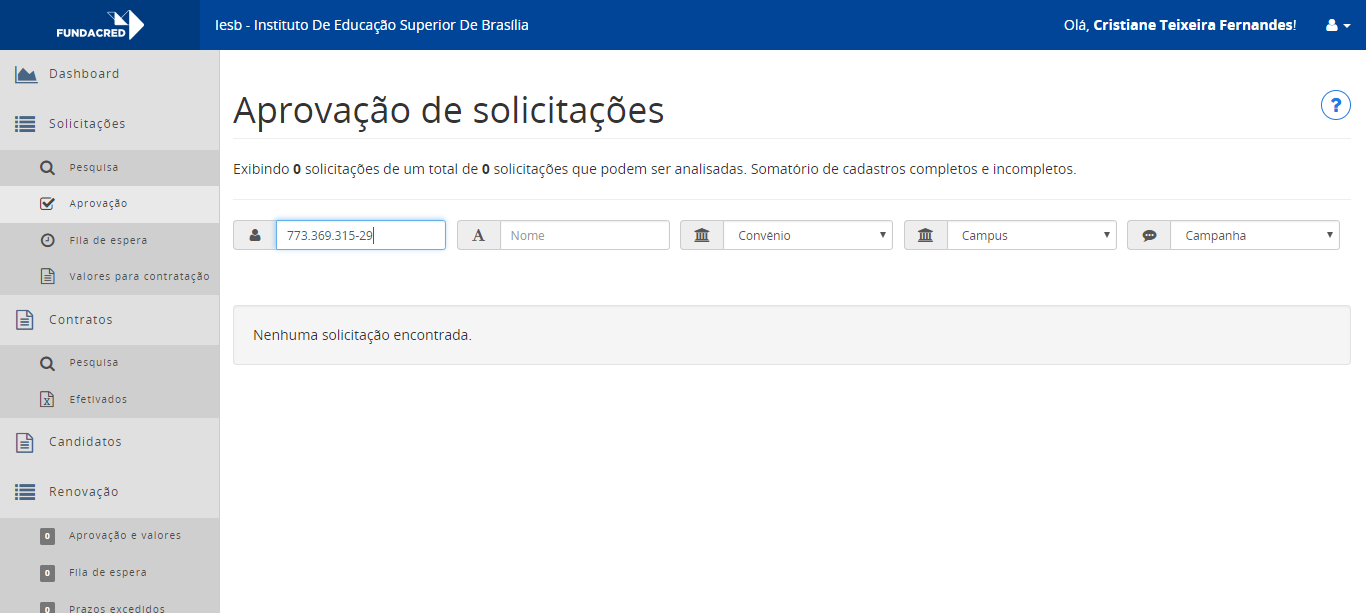 FUNDACRED
Iesb - Instituto De Educação Superior De Brasília
Olá, Cristiane Teixeira Fernandes!
Dashboard
Solicitações
Pesquisa
Aprovação
Fila de espera
Valores para contratação
Contratos
Pesquisa
Efetivados
Candidatos
Renovação
0 Aprovação e valores
0 Fila de espera
0 Prazos excedidos
Aprovação de solicitações
?
Exibindo 0 solicitações de um total de 0 solicitações que podem ser analisadas. Somatório de cadastros completos e incompletos.
773.369.315-29 A Nome Convênio Campus Campanha
Nenhuma solicitação encontrada.